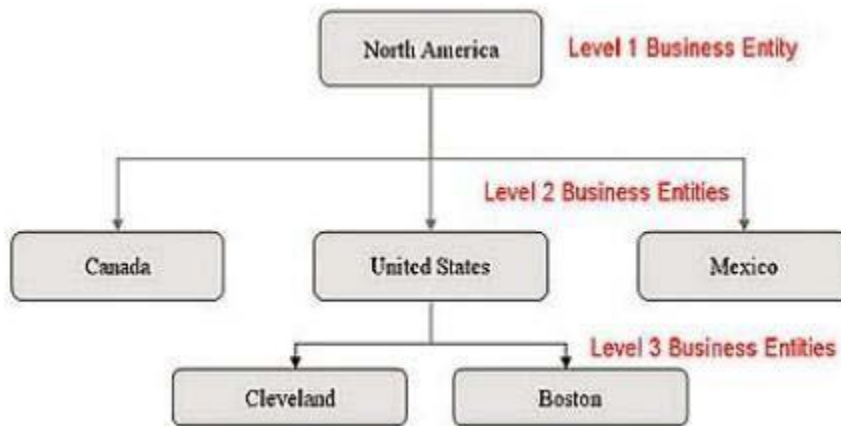 North America
Level 1 Business Entity
Level 2 Business Entities
Canada
United States
Mexico
Level 3 Business Entities
Cleveland
Boston